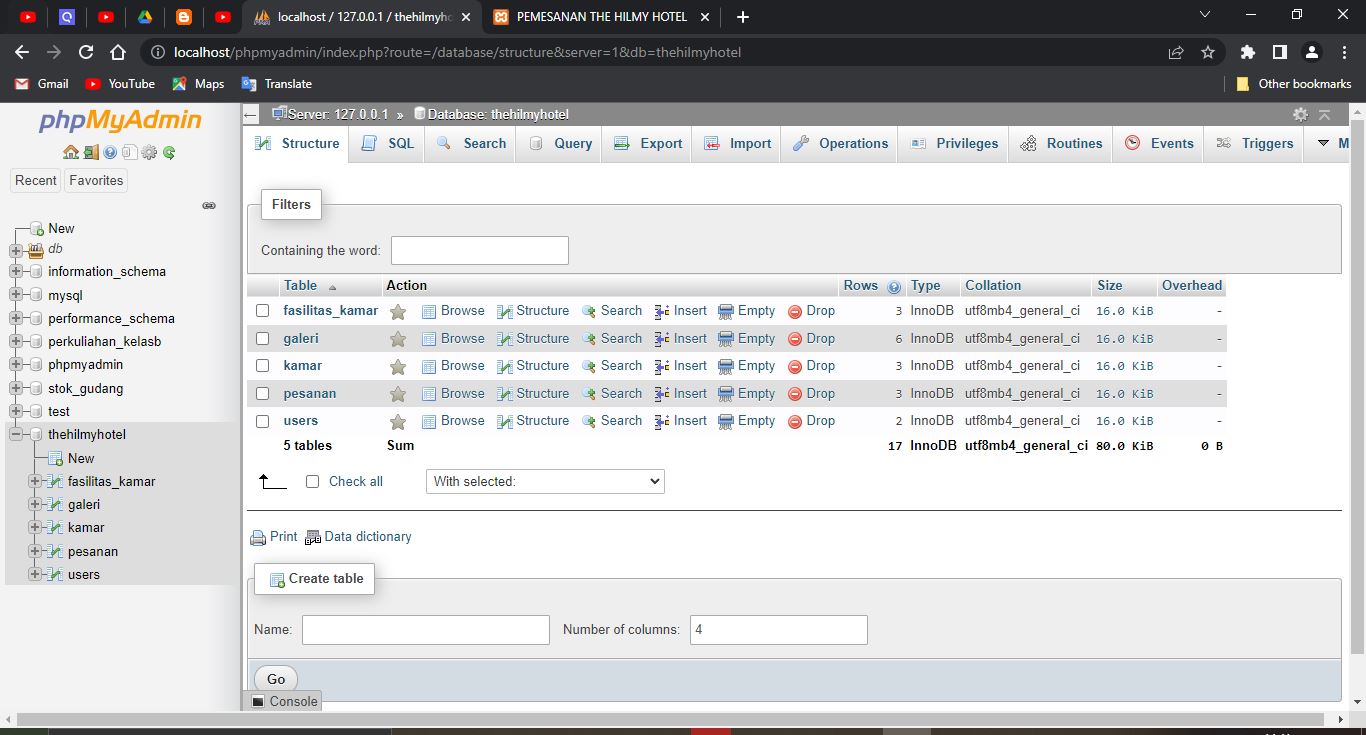 localhost / 127.0.0.1 / thehilmyho
PEMESANAN THE HILMY HOTEL
localhost/phpmyadmin/index.php?route=/database/structure&server=1&db=thehilmyhotel
Gmail YouTube Maps Translate Other bookmarks
phpMyAdmin
Recent Favorites
New
db
information_schema
mysql
performance_schema
perkuliahan_kelasb
phpmyadmin
stok_gudang
test
thehilmyhotel
New
fasilitas_kamar
galeri
kamar
pesanan
users
Server: 127.0.0.1 » Database: thehilmyhotel
Structure SQL Search Query Export Import Operations Privileges Routines Events Triggers M
Filters
Containing the word:
Table Action Rows Type Collation Size Overhead
fasilitas_kamar Browse Structure Search Insert Empty Drop 3 InnoDB utf8mb4_general_ci 16.0 KiB -
galeri Browse Structure Search Insert Empty Drop 6 InnoDB utf8mb4_general_ci 16.0 KiB -
kamar Browse Structure Search Insert Empty Drop 3 InnoDB utf8mb4_general_ci 16.0 KiB -
pesanan Browse Structure Search Insert Empty Drop 3 InnoDB utf8mb4_general_ci 16.0 KiB -
users Browse Structure Search Insert Empty Drop 2 InnoDB utf8mb4_general_ci 16.0 KiB -
5 tables Sum 17 InnoDB utf8mb4_general_ci 80.0 KiB 0 B
Check all With selected:
Print Data dictionary
Create table
Name: Number of columns: 4
Go
Console